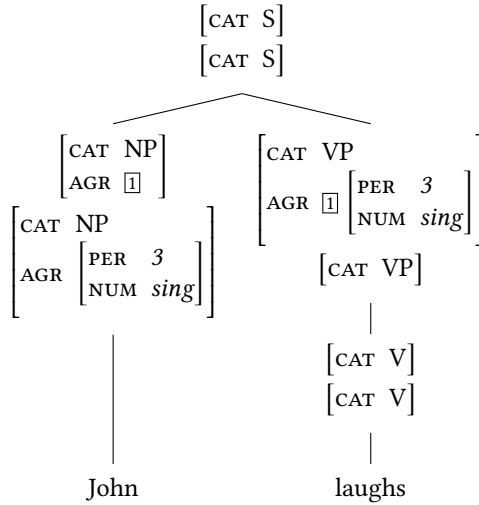 [CAT S]
[CAT S]
[CAT NP
AGR 1]
[CAT NP
AGR [PER 3
NUM sing]]
[CAT VP
AGR 1 [PER 3
NUM sing]]
[CAT VP]
[CAT V]
[CAT V]
John
laughs